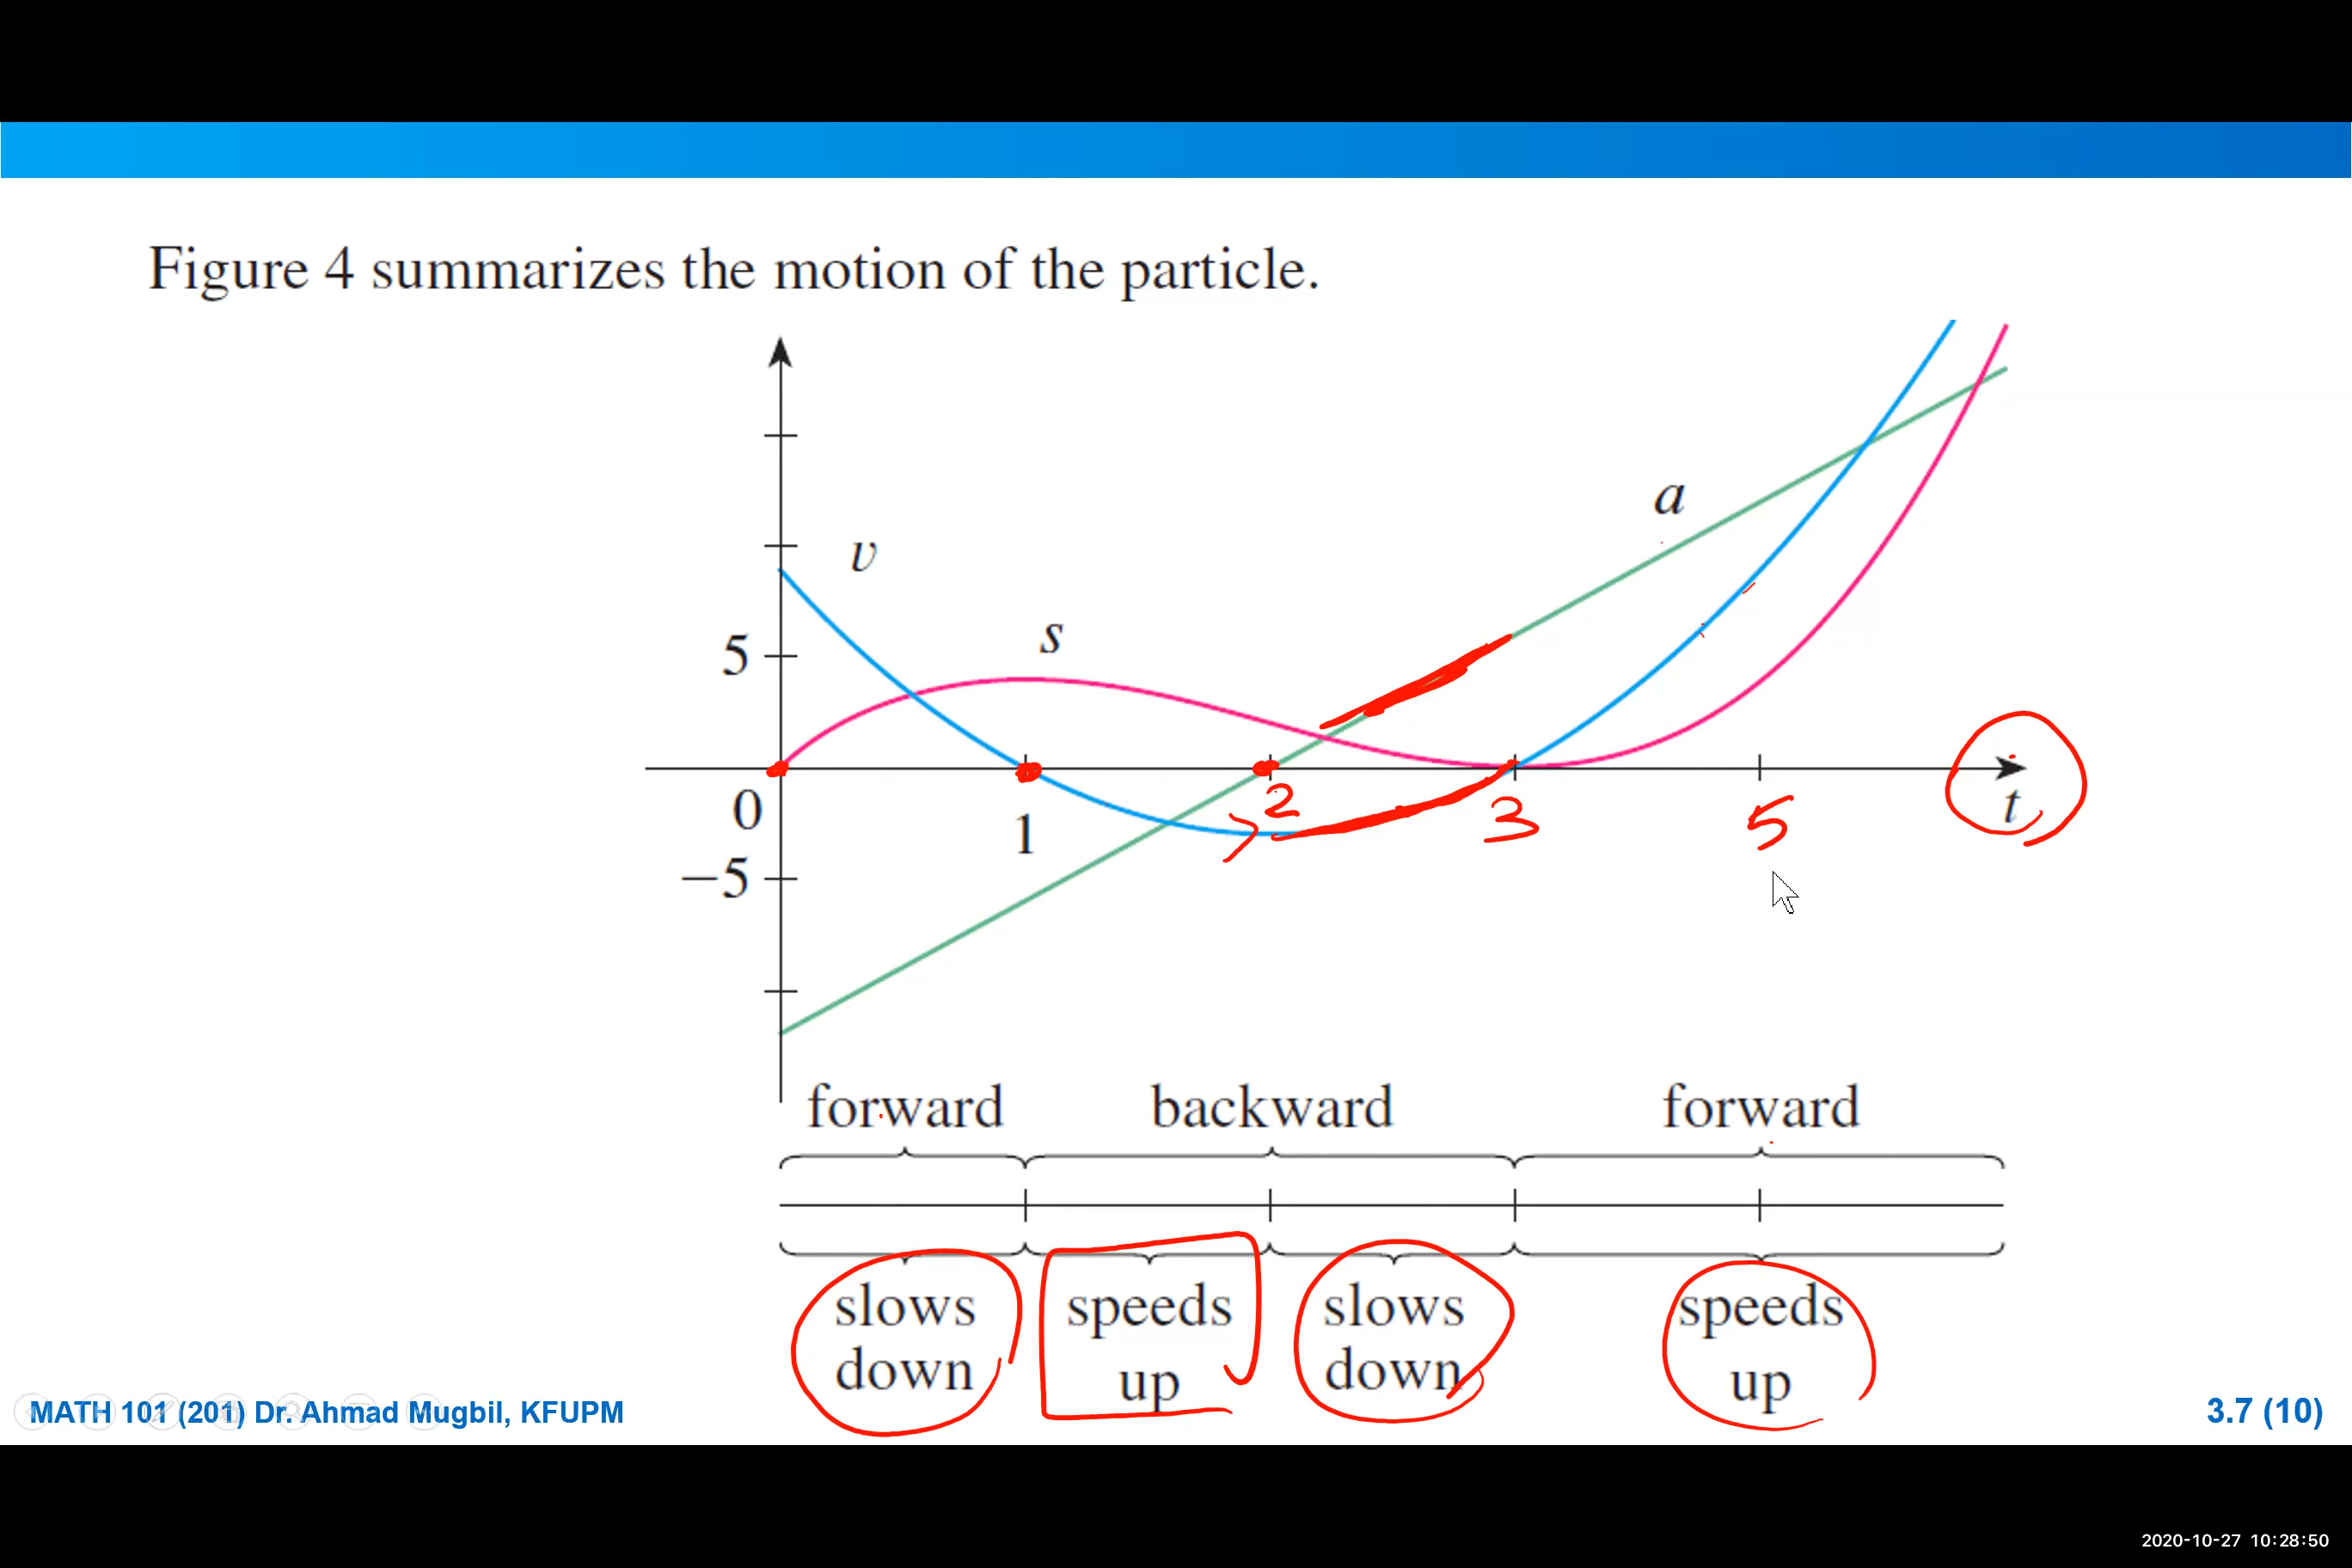 Figure 4 summarizes the motion of the particle.
a
v
s
5
0
1
2
3
5
t
−5
forward backward forward
slows down
speeds up
slows down
speeds up
MATH 101 (201) Dr. Ahmad Mugbil, KFUPM
3.7 (10)
2020-10-27 10:28:50